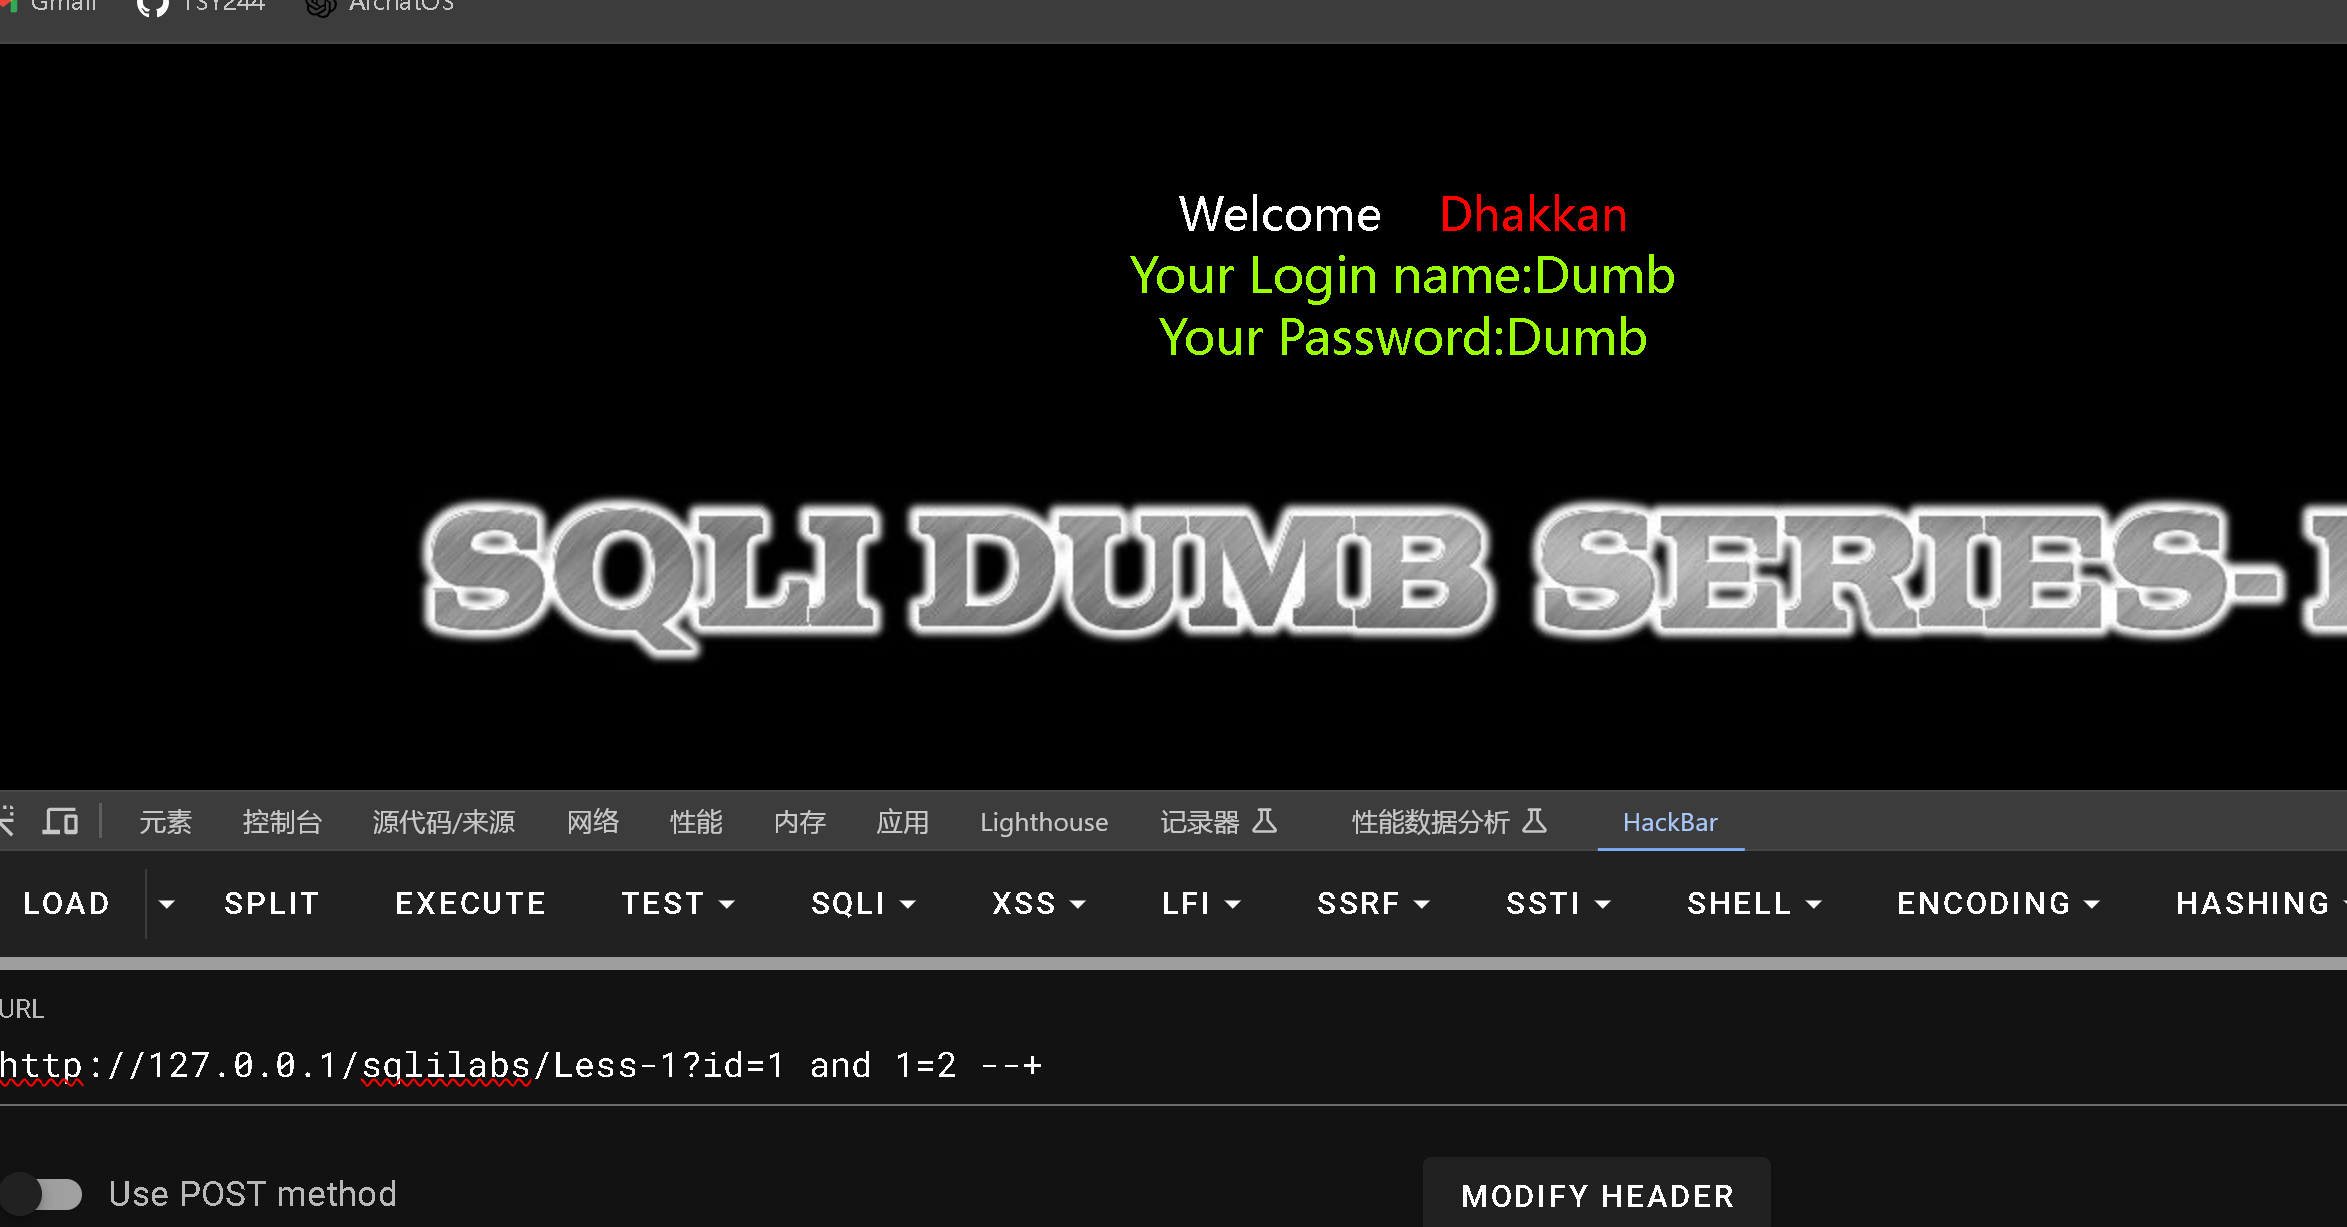 Gmail TSY244 AIchatOS
Welcome Dhakkan
Your Login name:Dumb
Your Password:Dumb
SQLI DUMB SERIES-
元素 控制台 源代码/来源 网络 性能 内存 应用 Lighthouse 记录器 性能数据分析 HackBar
LOAD SPLIT EXECUTE TEST SQLI XSS LFI SSRF SSTI SHELL ENCODING HASHING
URL
http://127.0.0.1/sqlilabs/Less-1?id=1 and 1=2 --+
Use POST method
MODIFY HEADER